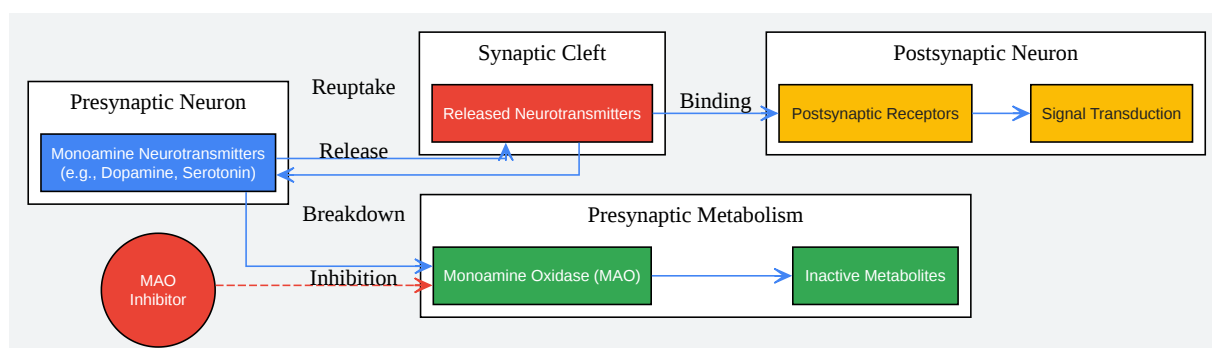 Synaptic Cleft
Postsynaptic Neuron
Reuptake
Presynaptic Neuron
Released Neurotransmitters
Binding
Postsynaptic Receptors
Signal Transduction
Monoamine Neurotransmitters
(e.g., Dopamine, Serotonin)
Release
Breakdown
Presynaptic Metabolism
MAO
Inhibitor
Inhibition
Monoamine Oxidase (MAO)
Inactive Metabolites